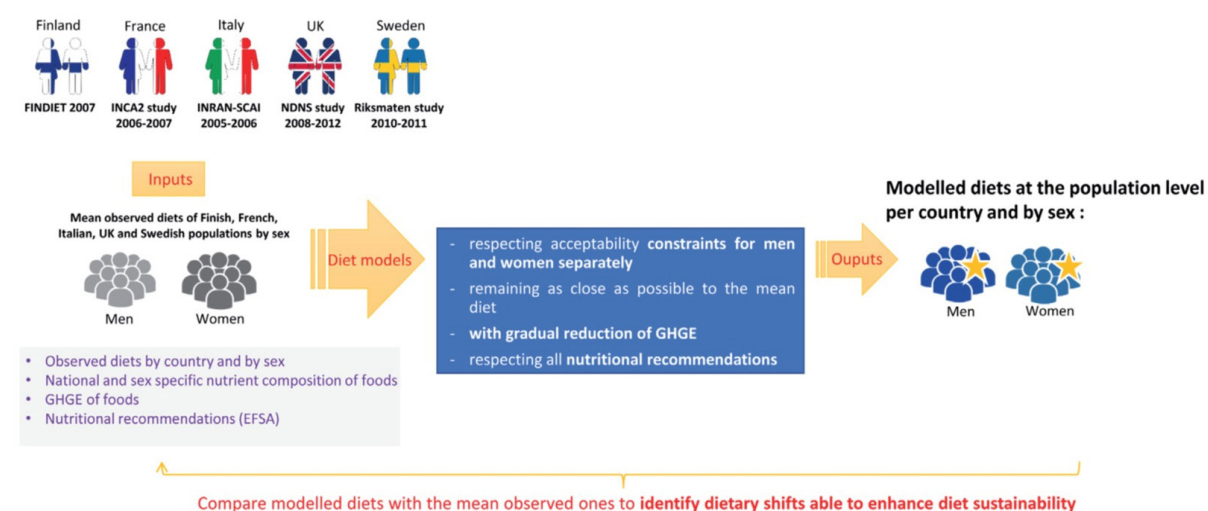 Finland France Italy UK Sweden
FINDIET 2007 INCA2 study INRAN-SCAI NDNS study Riksmaten study
2006-2007 2005-2006 2008-2012 2010-2011
Inputs
Mean observed diets of Finish, French,
Italian, UK and Swedish populations by sex
Men Women
• Observed diets by country and by sex
• National and sex specific nutrient composition of foods
• GHGE of foods
• Nutritional recommendations (EFSA)
Diet models
- respecting acceptability constraints for men
and women separately
- remaining as close as possible to the mean
diet
- with gradual reduction of GHGE
- respecting all nutritional recommendations
Ouputs
Modelled diets at the population level
per country and by sex :
Men Women
Compare modelled diets with the mean observed ones to identify dietary shifts able to enhance diet sustainability